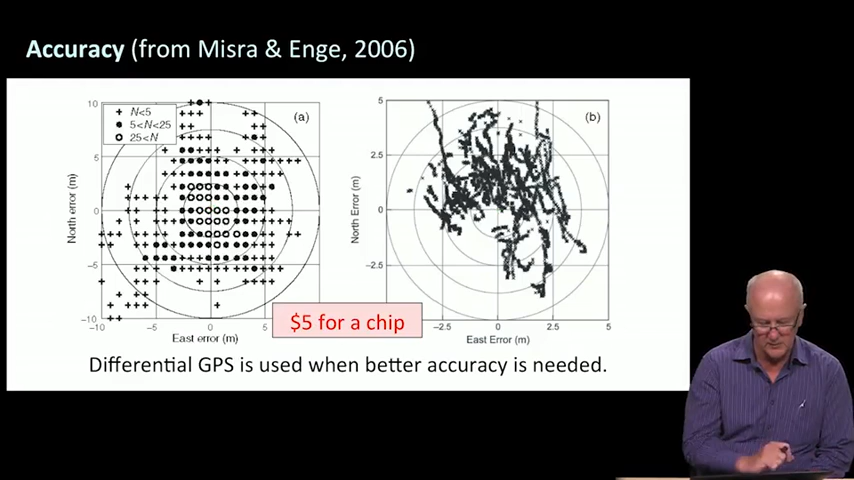 Accuracy (from Misra & Enge, 2006)
10
5
0
−5
−10
North error (m)
N<5
5<N<25
25<N
(a)
−10
−5
0
5
East error (m)
5
2.5
0
−2.5
North Error (m)
(b)
−2.5
0
2.5
5
East Error (m)
$5 for a chip
Differential GPS is used when better accuracy is needed.